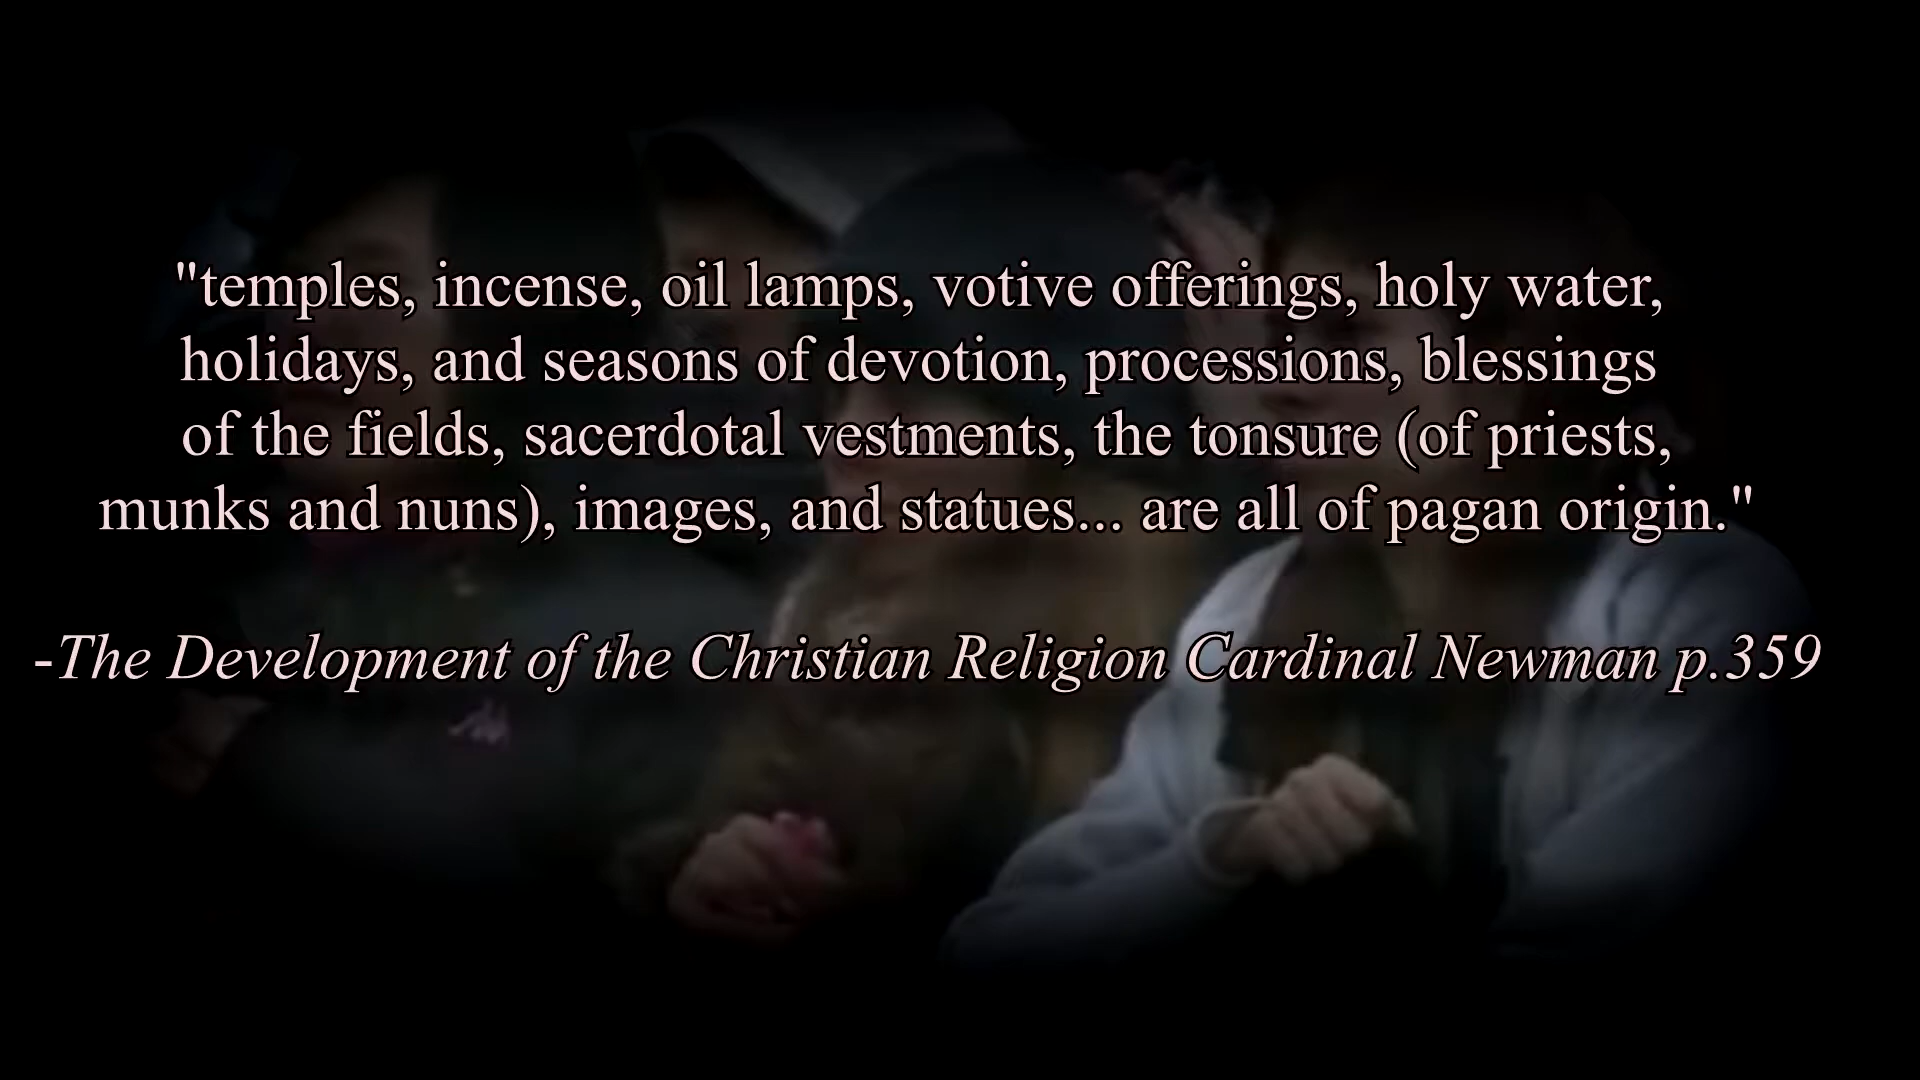 "temples, incense, oil lamps, votive offerings, holy water,
holidays, and seasons of devotion, processions, blessings
of the fields, sacerdotal vestments, the tonsure (of priests,
munks and nuns), images, and statues... are all of pagan origin."
-The Development of the Christian Religion Cardinal Newman p.359